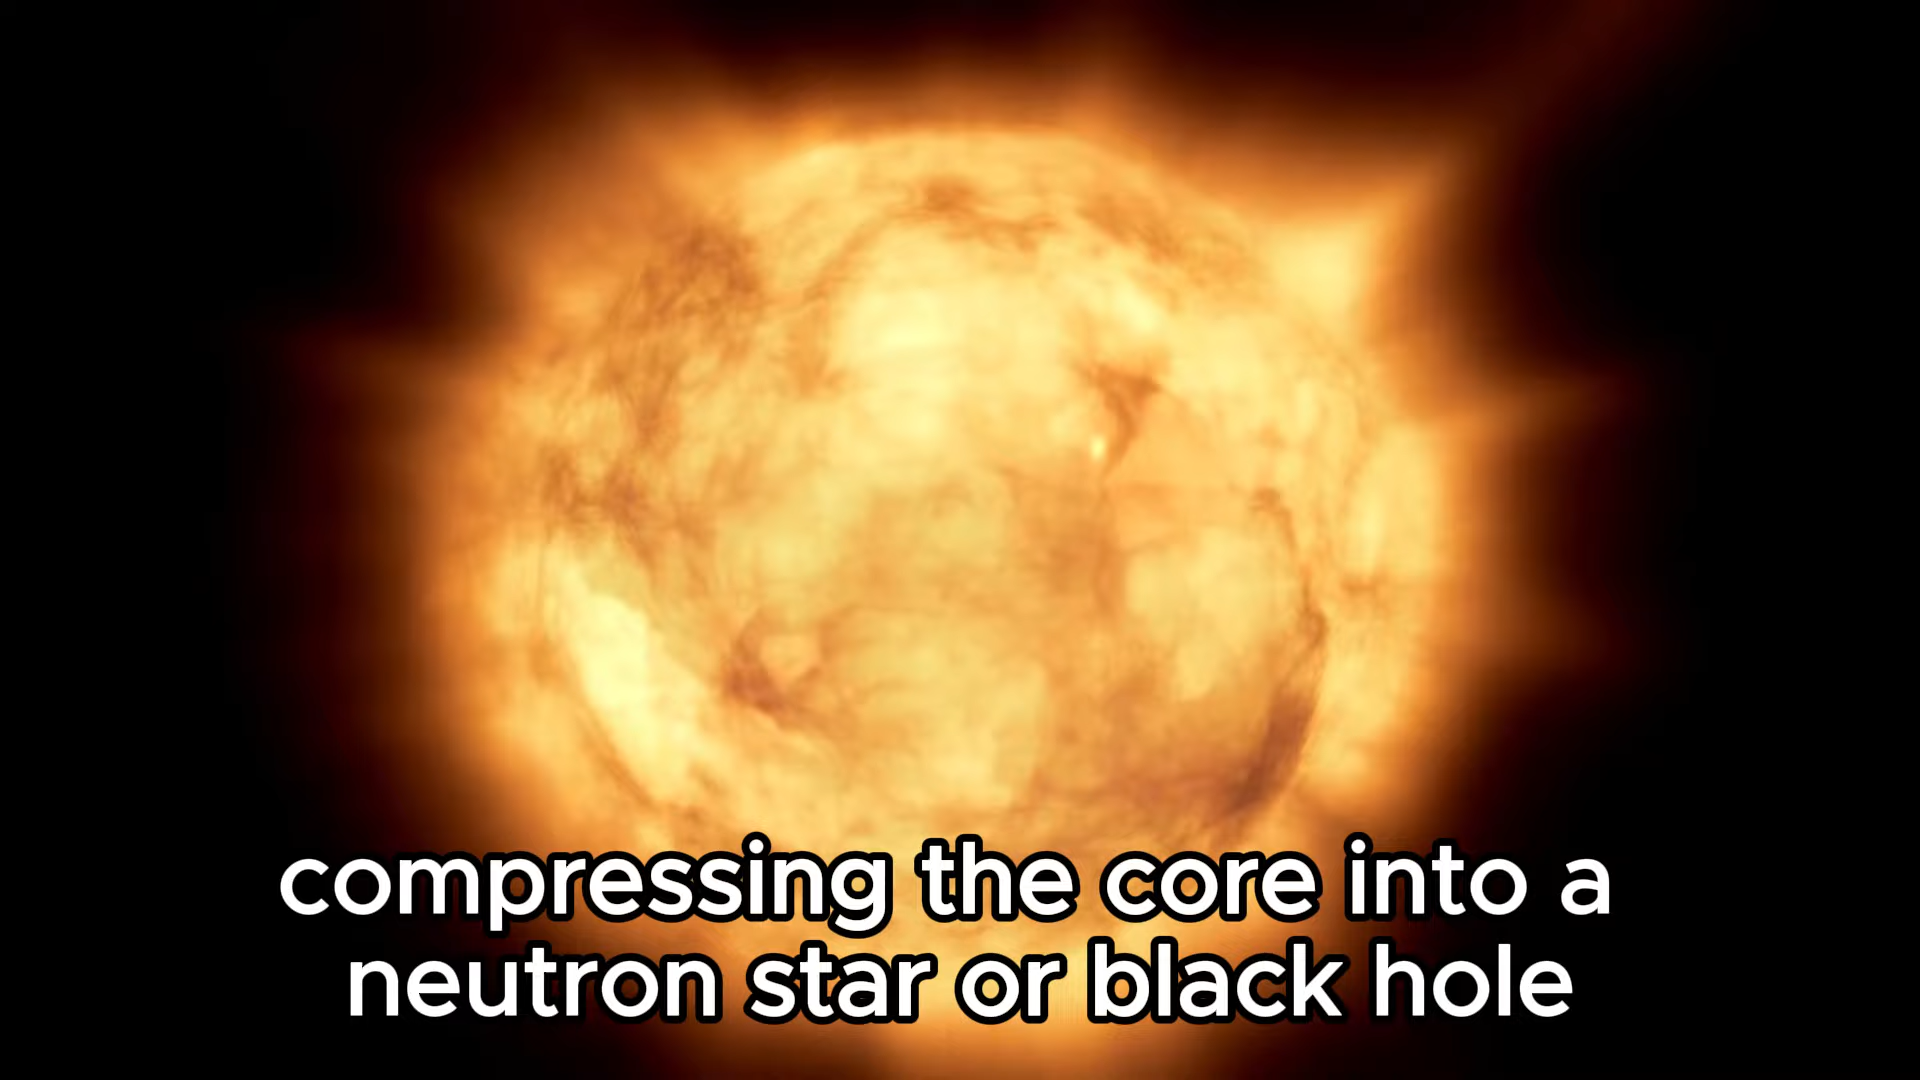 compressing the core into a
neutron star or black hole